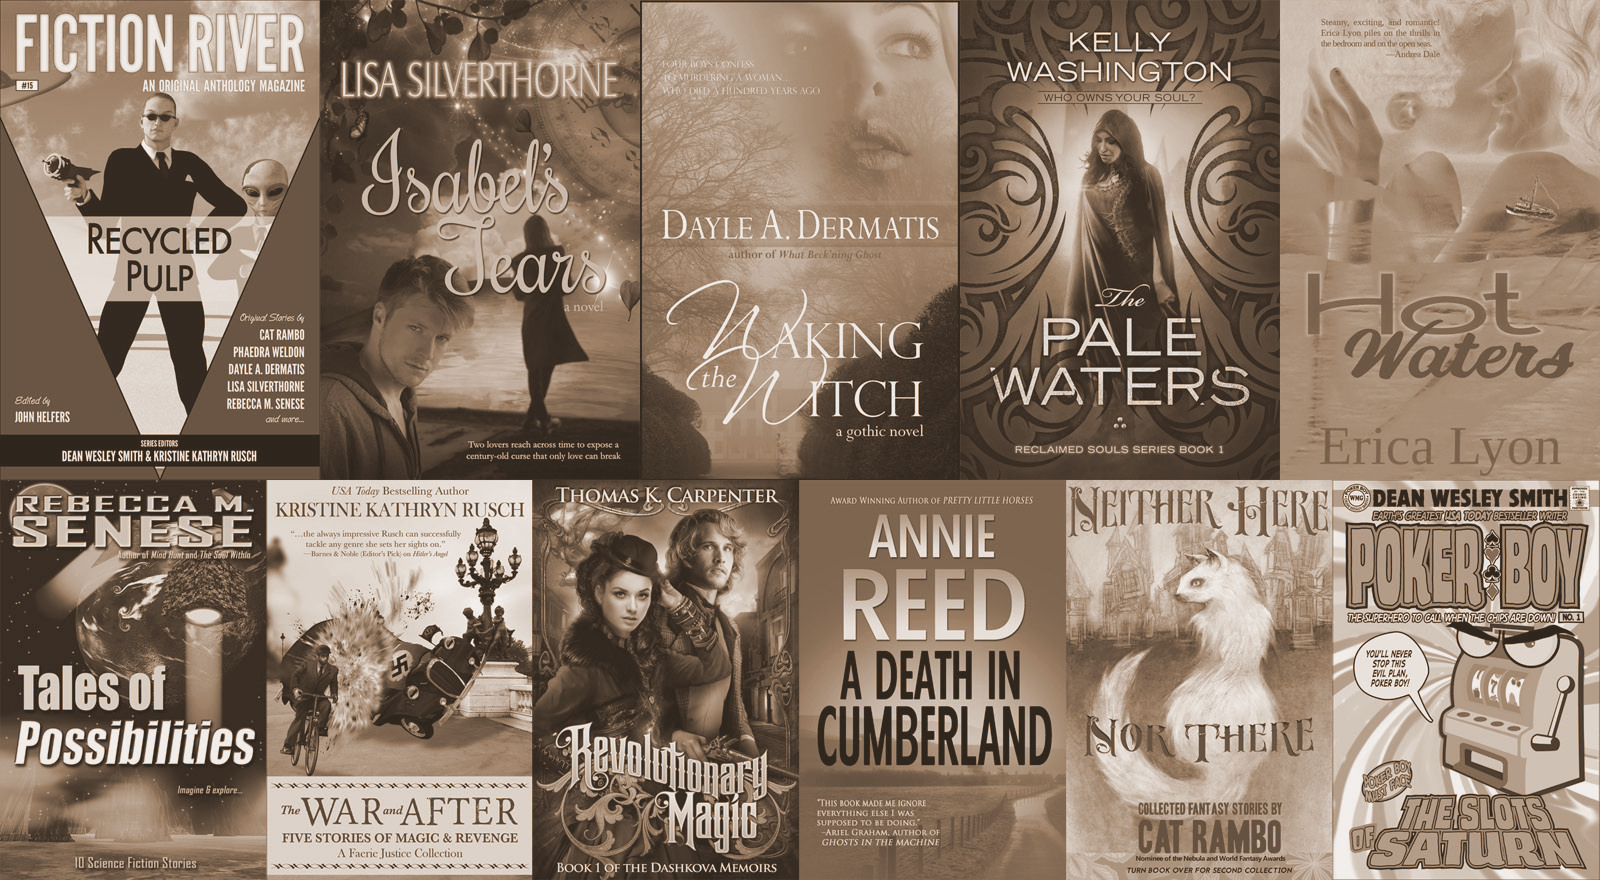 FICTION RIVER
#15
AN ORIGINAL ANTHOLOGY MAGAZINE
RECYCLED
PULP
Original Stories by
CAT RAMBO
PHAEDRA WELDON
DAYLE A. DERMATIS
LISA SILVERTHORNE
REBECCA M. SENESE
and more...
Edited by
JOHN HELFERS
SERIES EDITORS
DEAN WESLEY SMITH & KRISTINE KATHRYN RUSCH
LISA SILVERTHORNE
Isabel's
Tears
a novel
Two lovers reach across time to expose a
century-old curse that only love can break
FOUR BOYS CONFESS
TO MURDERING A WOMAN...
WHO DIED A HUNDRED YEARS AGO
DAYLE A. DERMATIS
author of What Beck'ning Ghost
WAKING
the WITCH
a gothic novel
KELLY
WASHINGTON
WHO OWNS YOUR SOUL?
The
PALE
WATERS
RECLAIMED SOULS SERIES BOOK 1
Steamy, exciting, and romantic!
Erica Lyon piles on the thrills in
the bedroom and on the open seas.
—Andrea Dale
Hot
Waters
Erica Lyon
REBECCA M.
SENESE
Author of Mind Hunt and The Soul Within
Tales of
Possibilities
Imagine & explore...
10 Science Fiction Stories
USA Today Bestselling Author
KRISTINE KATHRYN RUSCH
“...the always impressive Rusch can successfully
tackle any genre she sets her sights on.”
—Barnes & Noble (Editor's Pick) on Hitler's Angel
The WAR and AFTER
FIVE STORIES OF MAGIC & REVENGE
A Faerie Justice Collection
THOMAS K. CARPENTER
Revolutionary
Magic
BOOK 1 OF THE DASHKOVA MEMOIRS
AWARD WINNING AUTHOR OF PRETTY LITTLE HORSES
ANNIE
REED
A DEATH IN
CUMBERLAND
"THIS BOOK MADE ME IGNORE
EVERYTHING ELSE I WAS
SUPPOSED TO BE DOING."
–ARIEL GRAHAM, AUTHOR OF
GHOSTS IN THE MACHINE
NEITHER HERE
NOR THERE
COLLECTED FANTASY STORIES BY
CAT RAMBO
Nominee of the Nebula and World Fantasy Awards
TURN BOOK OVER FOR SECOND COLLECTION
WMG
DEAN WESLEY SMITH
EARTH'S GREATEST USA TODAY BESTSELLER WRITER
POKER BOY
THE SUPERHERO TO CALL WHEN THE CHIPS ARE DOWN!
NO. 1
YOU'LL NEVER
STOP THIS
EVIL PLAN,
POKER BOY!
POKER BOY
MUST FACE
THE SLOTS
OF SATURN